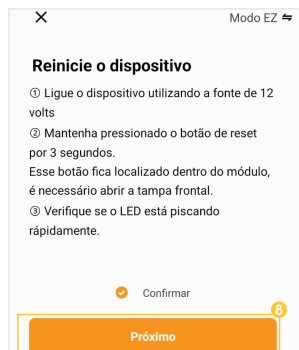 Modo EZ ⇋
Reinicie o dispositivo
① Ligue o dispositivo utilizando a fonte de 12
volts
② Mantenha pressionado o botão de reset
por 3 segundos.
Esse botão fica localizado dentro do módulo,
é necessário abrir a tampa frontal.
③ Verifique se o LED está piscando
rápidamente.
Confirmar
8
Próximo